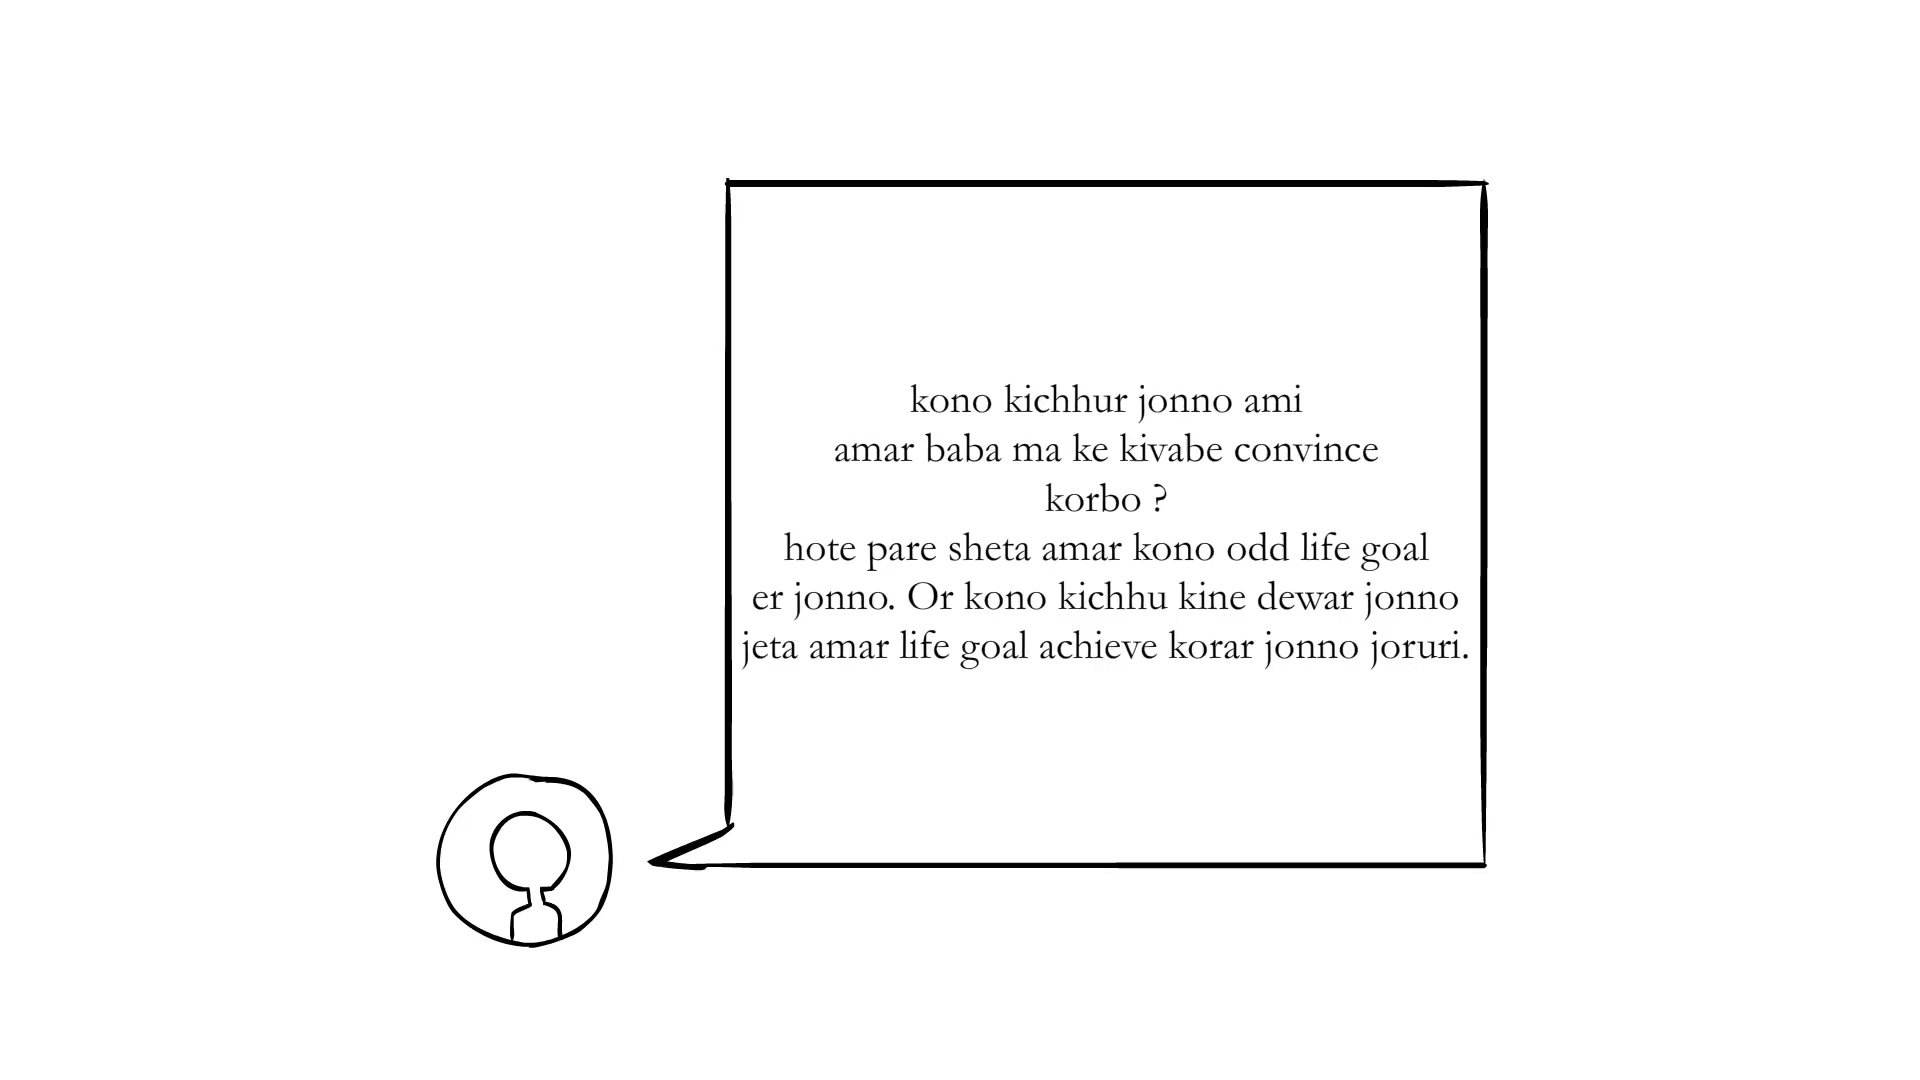 kono kichhur jonno ami
amar baba ma ke kivabe convince
korbo ?
hote pare sheta amar kono odd life goal
er jonno. Or kono kichhu kine dewar jonno
jeta amar life goal achieve korar jonno joruri.